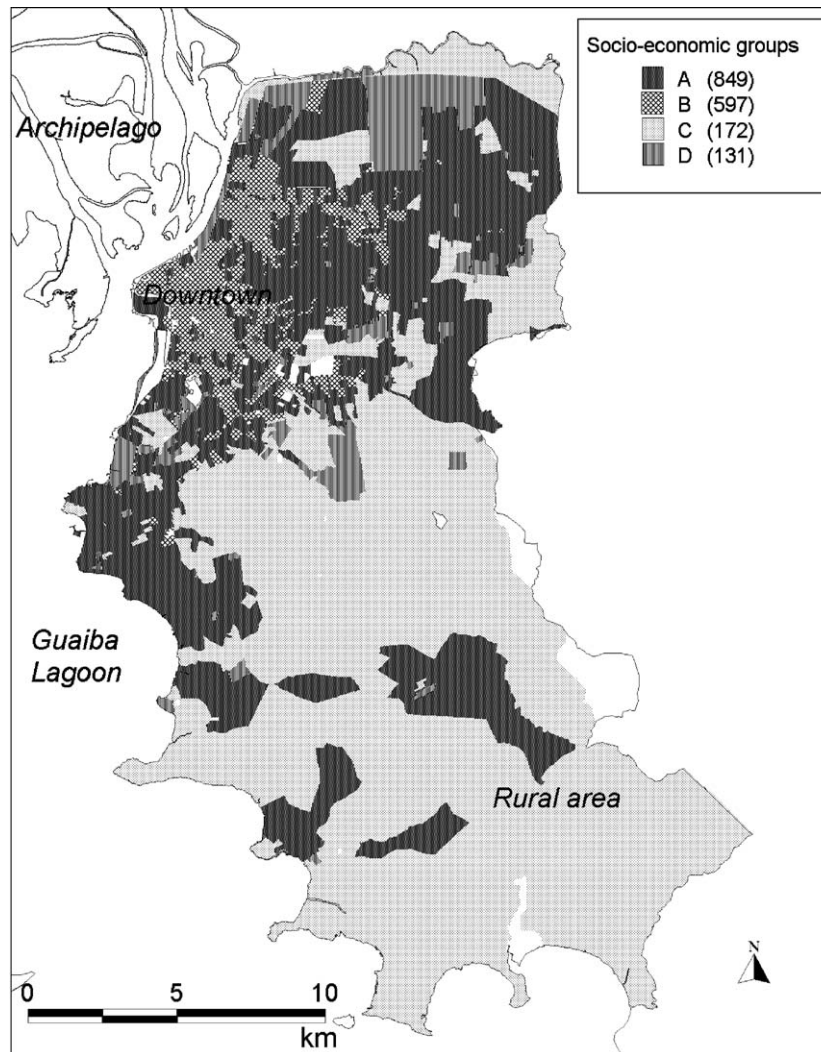 Socio-economic groups
A (849)
B (597)
C (172)
D (131)
Archipelago
Downtown
Guaiba
Lagoon
Rural area
N
0 5 10
km